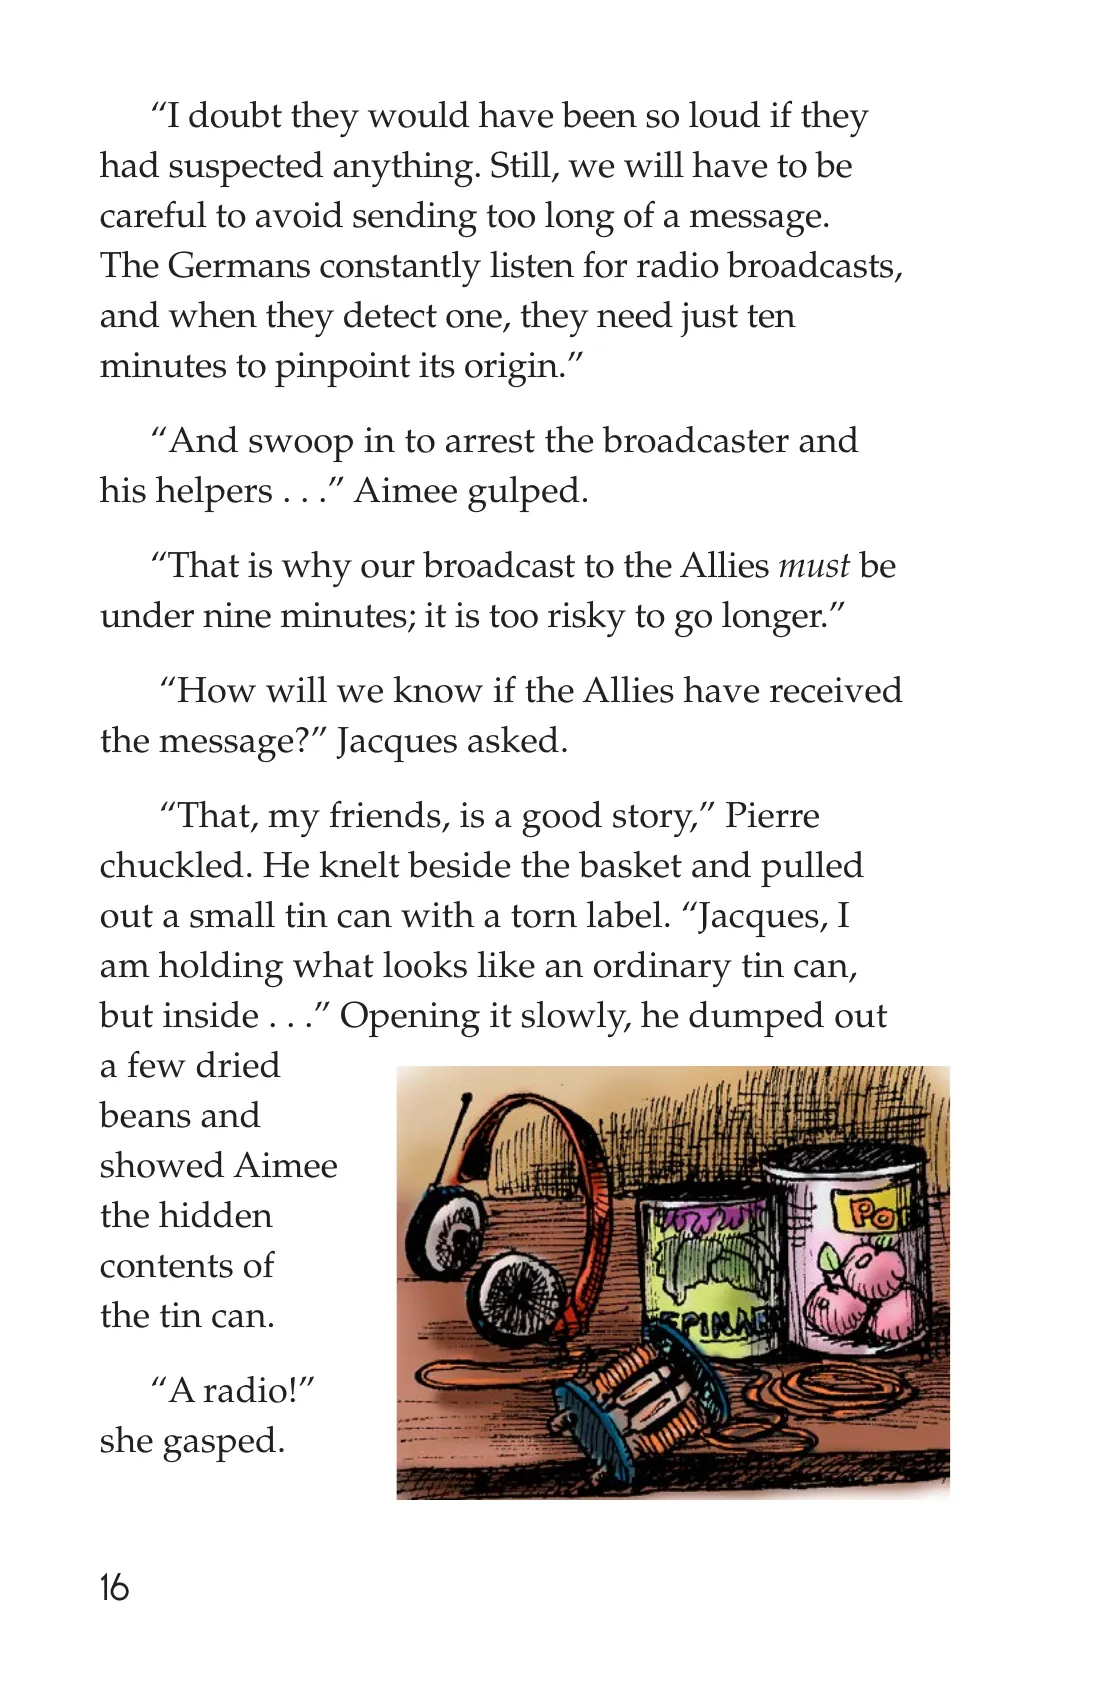 “I doubt they would have been so loud if they
had suspected anything. Still, we will have to be
careful to avoid sending too long of a message.
The Germans constantly listen for radio broadcasts,
and when they detect one, they need just ten
minutes to pinpoint its origin.”
“And swoop in to arrest the broadcaster and
his helpers . . .” Aimee gulped.
“That is why our broadcast to the Allies must be
under nine minutes; it is too risky to go longer.”
“How will we know if the Allies have received
the message?” Jacques asked.
“That, my friends, is a good story,” Pierre
chuckled. He knelt beside the basket and pulled
out a small tin can with a torn label. “Jacques, I
am holding what looks like an ordinary tin can,
but inside . . .” Opening it slowly, he dumped out
a few dried
beans and
showed Aimee
the hidden
contents of
the tin can.
“A radio!”
she gasped.
Po
SPINA
16